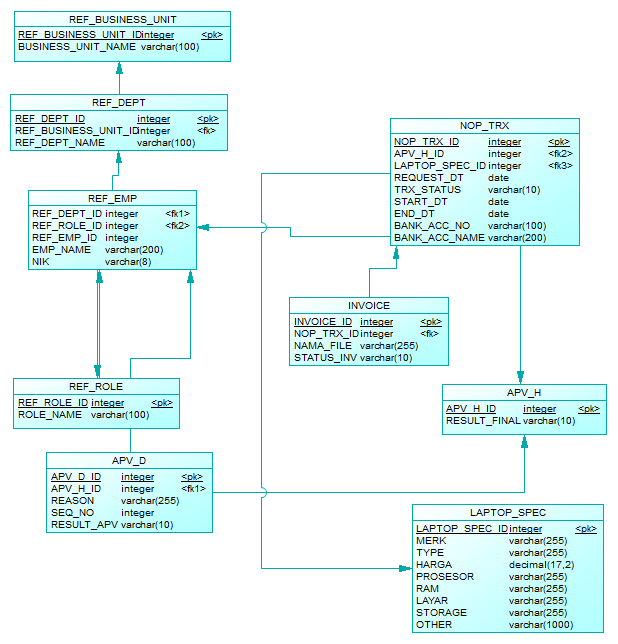 REF_BUSINESS_UNIT
REF_BUSINESS_UNIT_ID integer <pk>
BUSINESS_UNIT_NAME varchar(100)
REF_DEPT
REF_DEPT_ID integer <pk>
REF_BUSINESS_UNIT_ID integer <fk>
REF_DEPT_NAME varchar(100)
REF_EMP
REF_DEPT_ID integer <fk1>
REF_ROLE_ID integer <fk2>
REF_EMP_ID integer
EMP_NAME varchar(200)
NIK varchar(8)
NOP_TRX
NOP_TRX_ID integer <pk>
APV_H_ID integer <fk2>
LAPTOP_SPEC_ID integer <fk3>
REQUEST_DT date
TRX_STATUS varchar(10)
START_DT date
END_DT date
BANK_ACC_NO varchar(100)
BANK_ACC_NAME varchar(200)
INVOICE
INVOICE_ID integer <pk>
NOP_TRX_ID integer <fk>
NAMA_FILE varchar(255)
STATUS_INV varchar(10)
REF_ROLE
REF_ROLE_ID integer <pk>
ROLE_NAME varchar(100)
APV_H
APV_H_ID integer <pk>
RESULT_FINAL varchar(10)
APV_D
APV_D_ID integer <pk>
APV_H_ID integer <fk1>
REASON varchar(255)
SEQ_NO integer
RESULT_APV varchar(10)
LAPTOP_SPEC
LAPTOP_SPEC_ID integer <pk>
MERK varchar(255)
TYPE varchar(255)
HARGA decimal(17,2)
PROSESOR varchar(255)
RAM varchar(255)
LAYAR varchar(255)
STORAGE varchar(255)
OTHER varchar(1000)